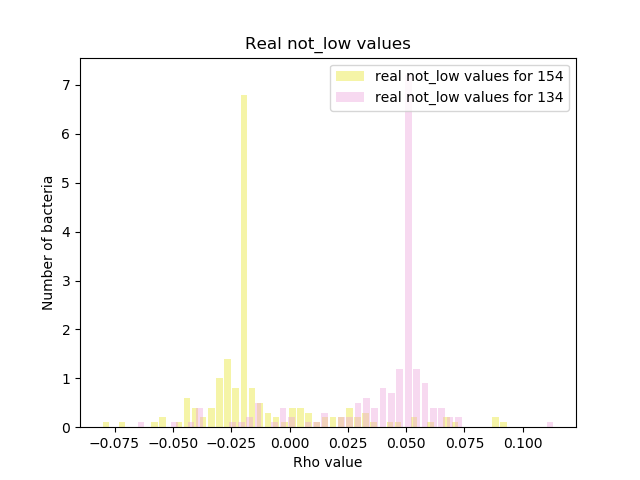 Real not_low values
real not_low values for 154
real not_low values for 134
Number of bacteria
7
6
5
4
3
2
1
0
−0.075 −0.050 −0.025 0.000 0.025 0.050 0.075 0.100
Rho value